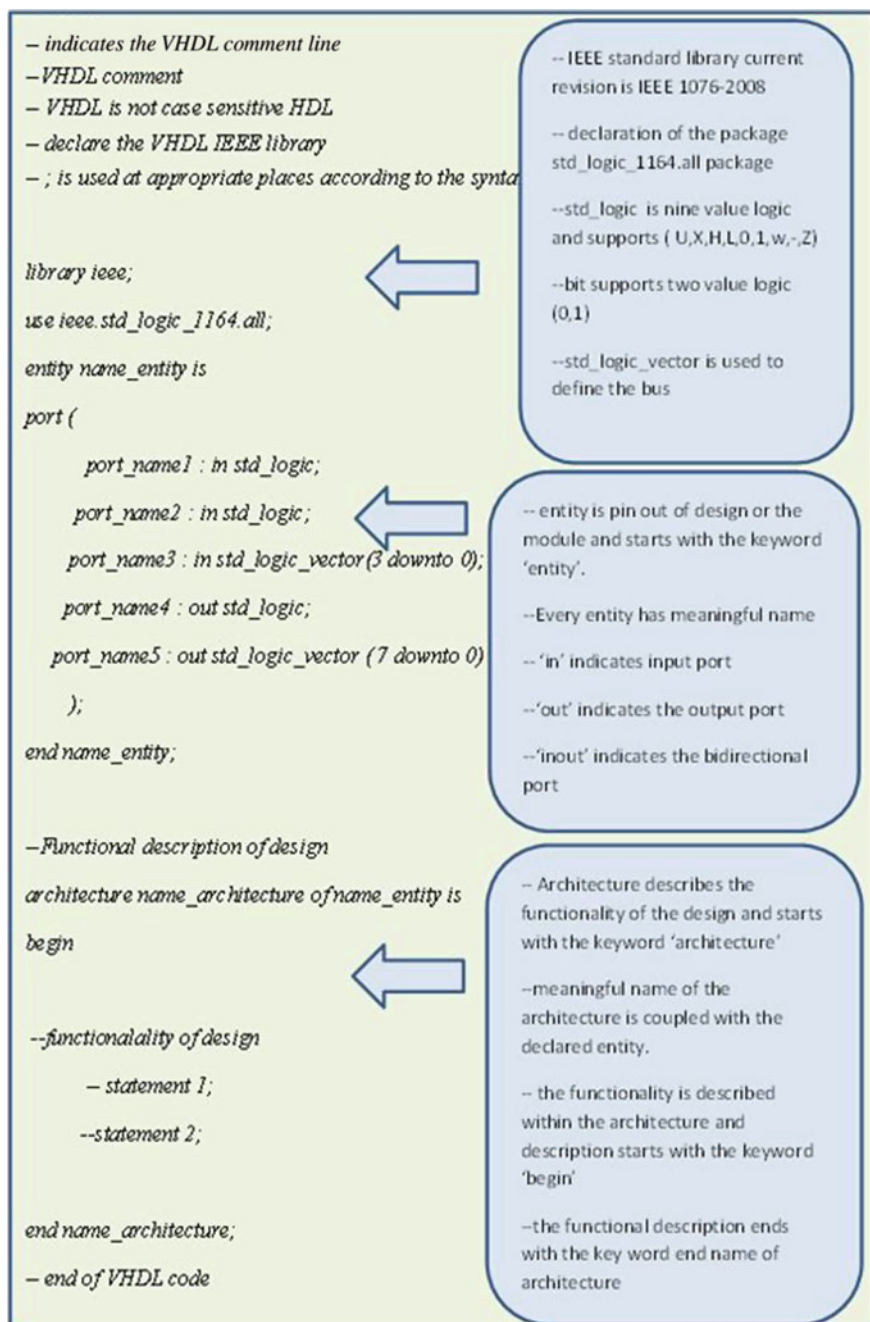 – indicates the VHDL comment line
–VHDL comment
– VHDL is not case sensitive HDL
– declare the VHDL IEEE library
– ; is used at appropriate places according to the synta
library ieee;
use ieee.std_logic_1164.all;
entity name_entity is
port (
port_name1 : in std_logic;
port_name2 : in std_logic;
port_name3 : in std_logic_vector(3 downto 0);
port_name4 : out std_logic;
port_name5 : out std_logic_vector (7 downto 0)
);
end name_entity;
–Functional description of design
architecture name_architecture of name_entity is
begin
--functionalality of design
– statement 1;
--statement 2;
end name_architecture;
– end of VHDL code
-- IEEE standard library current
revision is IEEE 1076-2008
-- declaration of the package
std_logic_1164.all package
--std_logic is nine value logic
and supports ( U,X,H,L,0,1,w,-,Z)
--bit supports two value logic
(0,1)
--std_logic_vector is used to
define the bus
-- entity is pin out of design or the
module and starts with the keyword
‘entity’.
--Every entity has meaningful name
-- ‘in’ indicates input port
--‘out’ indicates the output port
--‘inout’ indicates the bidirectional
port
-- Architecture describes the
functionality of the design and starts
with the keyword ‘architecture’
--meaningful name of the
architecture is coupled with the
declared entity.
-- the functionality is described
within the architecture and
description starts with the keyword
‘begin’
--the functional description ends
with the key word end name of
architecture